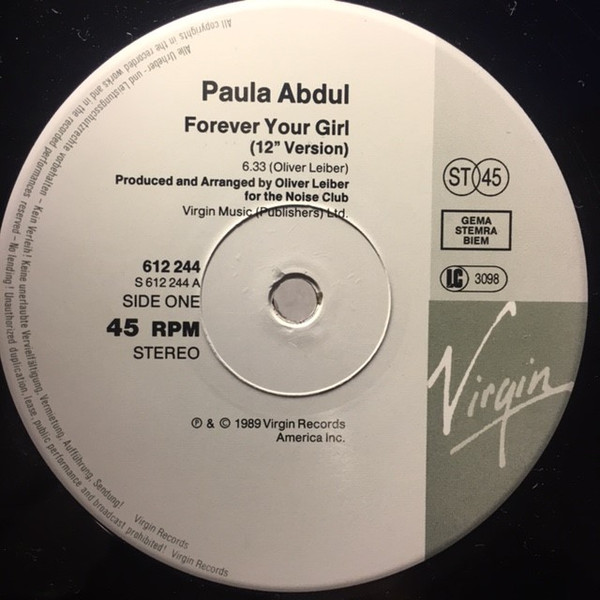 Paula Abdul
Forever Your Girl
(12” Version)
6.33 (Oliver Leiber)
Produced and Arranged by Oliver Leiber
for the Noise Club
Virgin Music (Publishers) Ltd.
612 244
S 612 244 A
SIDE ONE
45 RPM
STEREO
℗ & © 1989 Virgin Records
America Inc.
ST 45
GEMA
STEMRA
BIEM
LC 3098
Virgin
Alle Urheber- und Leistungsschutzrechte vorbehalten – Kein Verleih! Keine unerlaubte Vervielfältigung, Vermietung, Aufführung, Sendung! Virgin Records
All copyrights in the recorded works and in the recorded performances reserved – No lending! Unauthorized duplication, lease, public performance and broadcast prohibited! Virgin Records